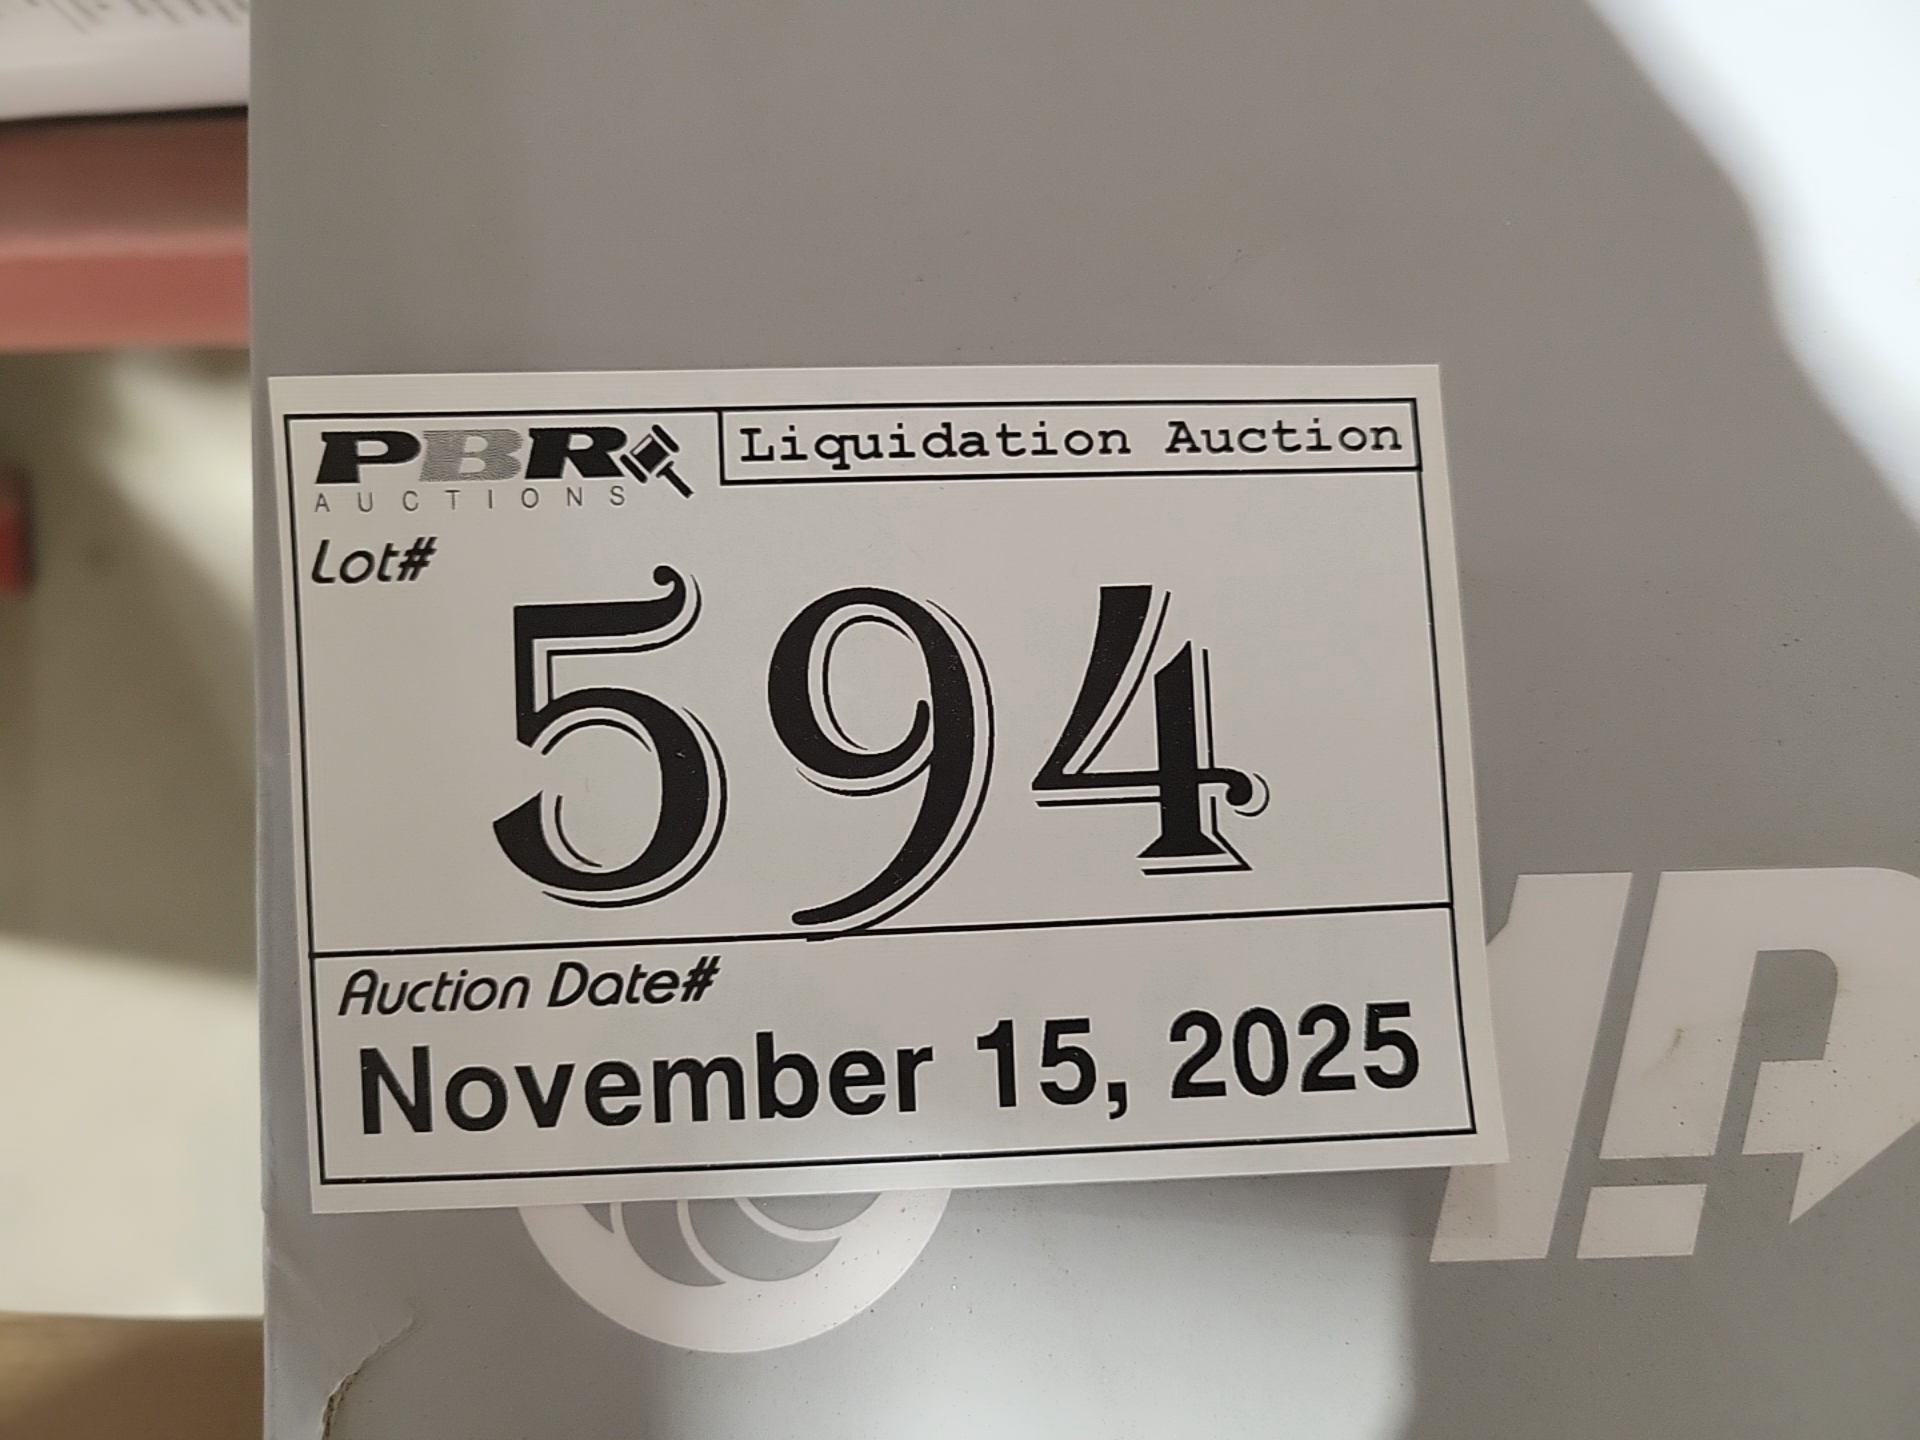 PBR
AUCTIONS
Liquidation Auction
Lot#
594
Auction Date#
November 15, 2025